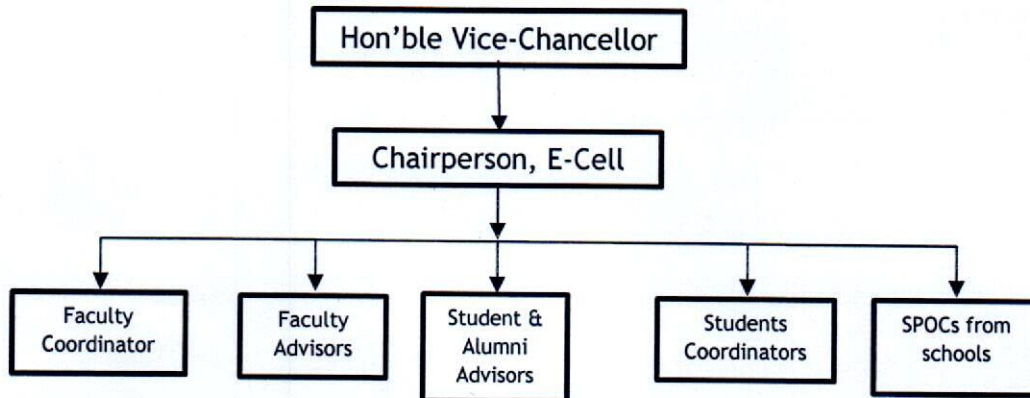 Hon'ble Vice-Chancellor
Chairperson, E-Cell
Faculty
Coordinator
Faculty
Advisors
Student &
Alumni
Advisors
Students
Coordinators
SPOCs from
schools